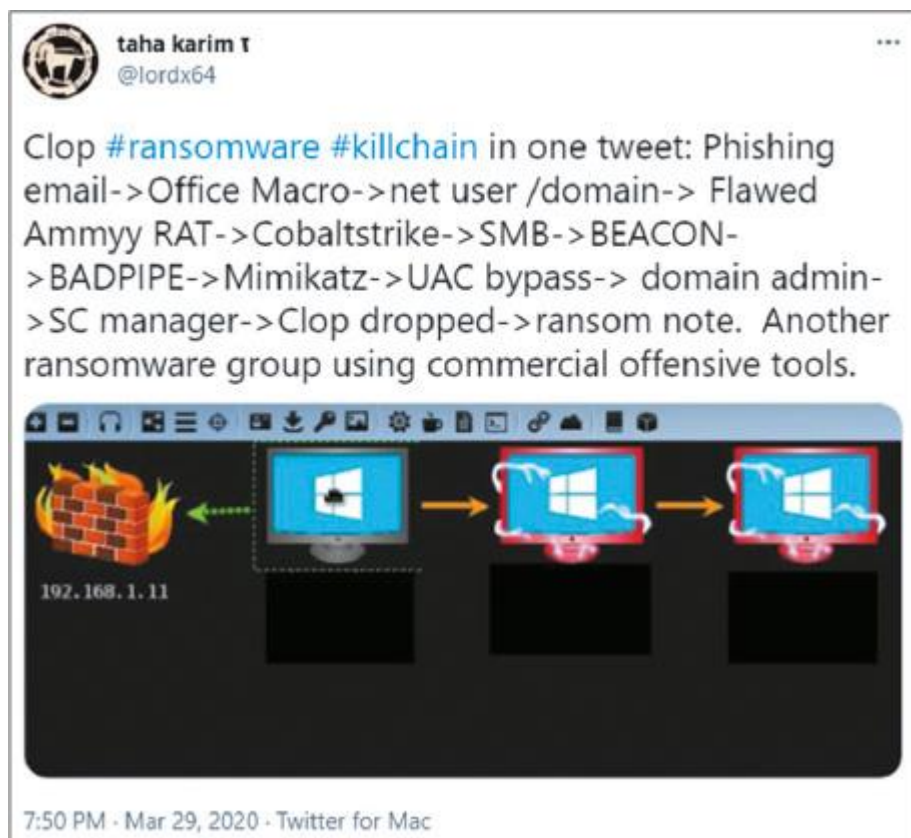 taha karim τ
@lordx64
Clop #ransomware #killchain in one tweet: Phishing
email->Office Macro->net user /domain-> Flawed
Ammyy RAT->Cobaltstrike->SMB->BEACON-
>BADPIPE->Mimikatz->UAC bypass-> domain admin-
>SC manager->Clop dropped->ransom note.  Another
ransomware group using commercial offensive tools.
192.168.1.11
7:50 PM · Mar 29, 2020 · Twitter for Mac